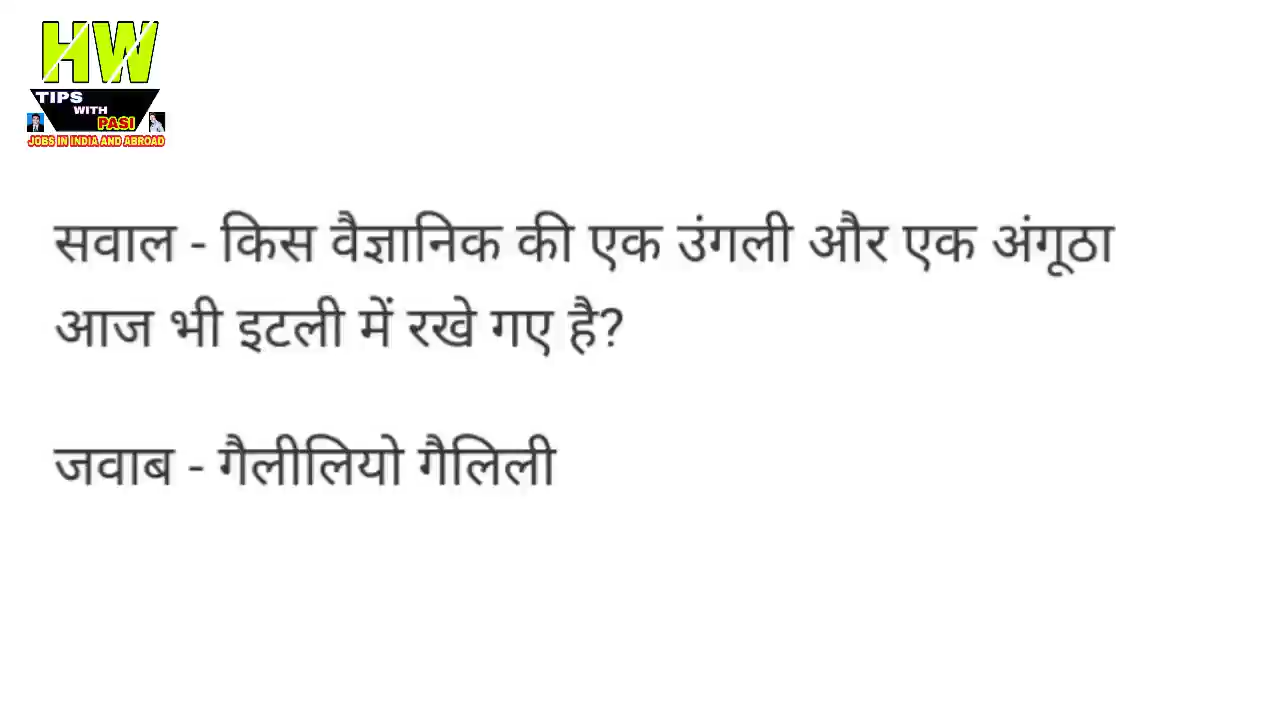 HW
TIPS
WITH
PASI
JOBS IN INDIA AND ABROAD
सवाल - किस वैज्ञानिक की एक उंगली और एक अंगूठा
आज भी इटली में रखे गए है?
जवाब - गैलीलियो गैलिली